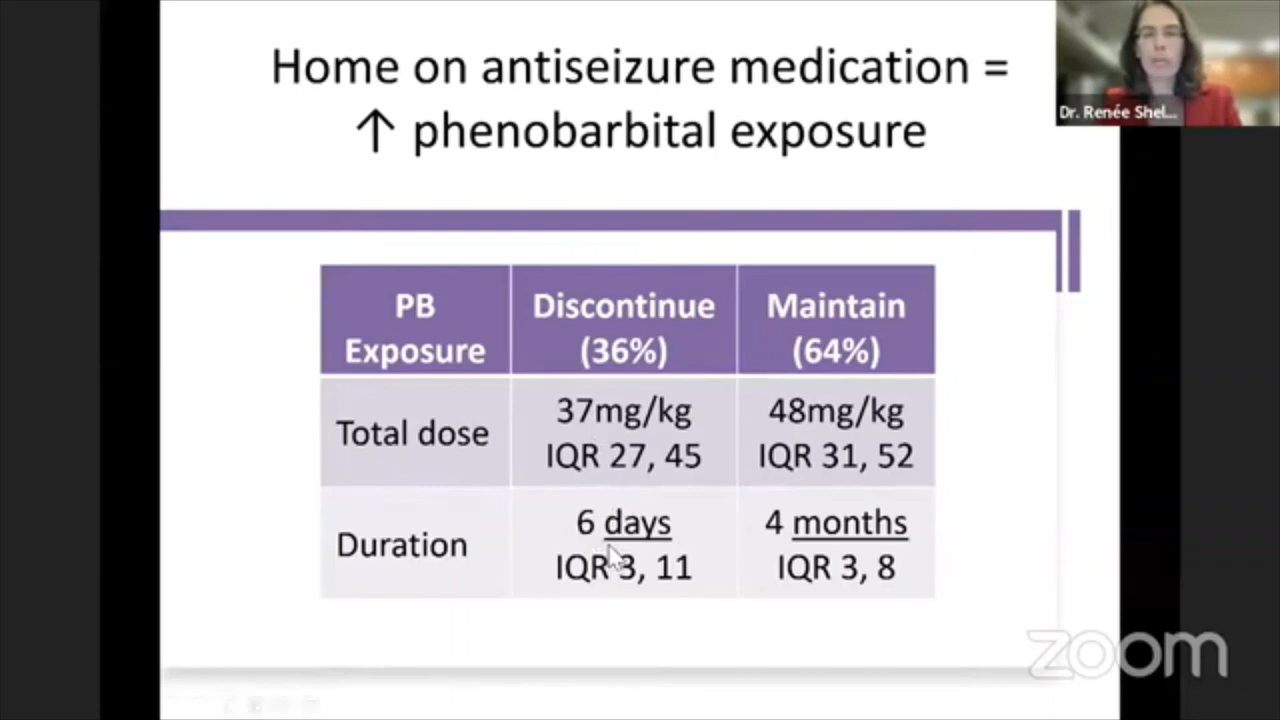 Home on antiseizure medication =
↑ phenobarbital exposure
Dr. Renée Shel...
PB
Exposure
Discontinue
(36%)
Maintain
(64%)
Total dose
37mg/kg
IQR 27, 45
48mg/kg
IQR 31, 52
Duration
6 days
IQR 3, 11
4 months
IQR 3, 8
zoom